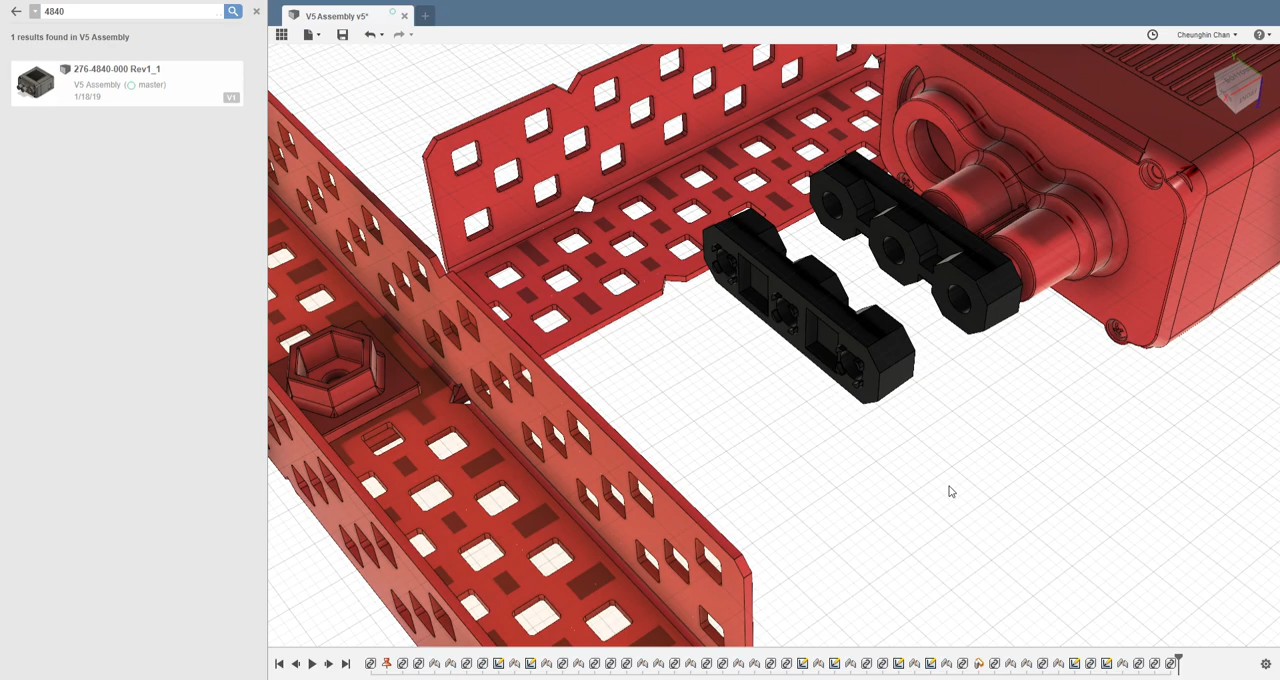 4840
1 results found in V5 Assembly
276-4840-000 Rev1_1
V5 Assembly (master)
1/18/19
V1
V5 Assembly v5*
Cheunghin Chan